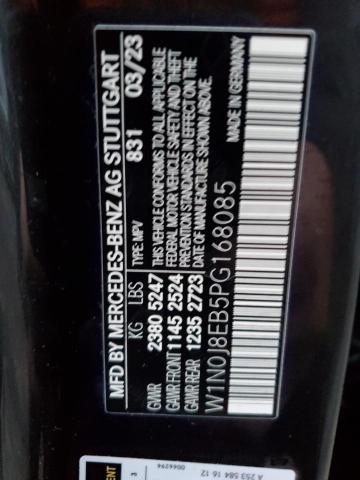 MFD BY MERCEDES-BENZ AG STUTTGART
TYPE: MPV 831 03/23
KG LBS
GVWR 2380 5247
GAWR FRONT 1145 2524
GAWR REAR 1235 2723
THIS VEHICLE CONFORMS TO ALL APPLICABLE
FEDERAL MOTOR VEHICLE SAFETY AND THEFT
PREVENTION STANDARDS IN EFFECT ON THE
DATE OF MANUFACTURE SHOWN ABOVE.
W1N0J8EB5PG168085
MADE IN GERMANY
A 253 584 16 12
0046294
3